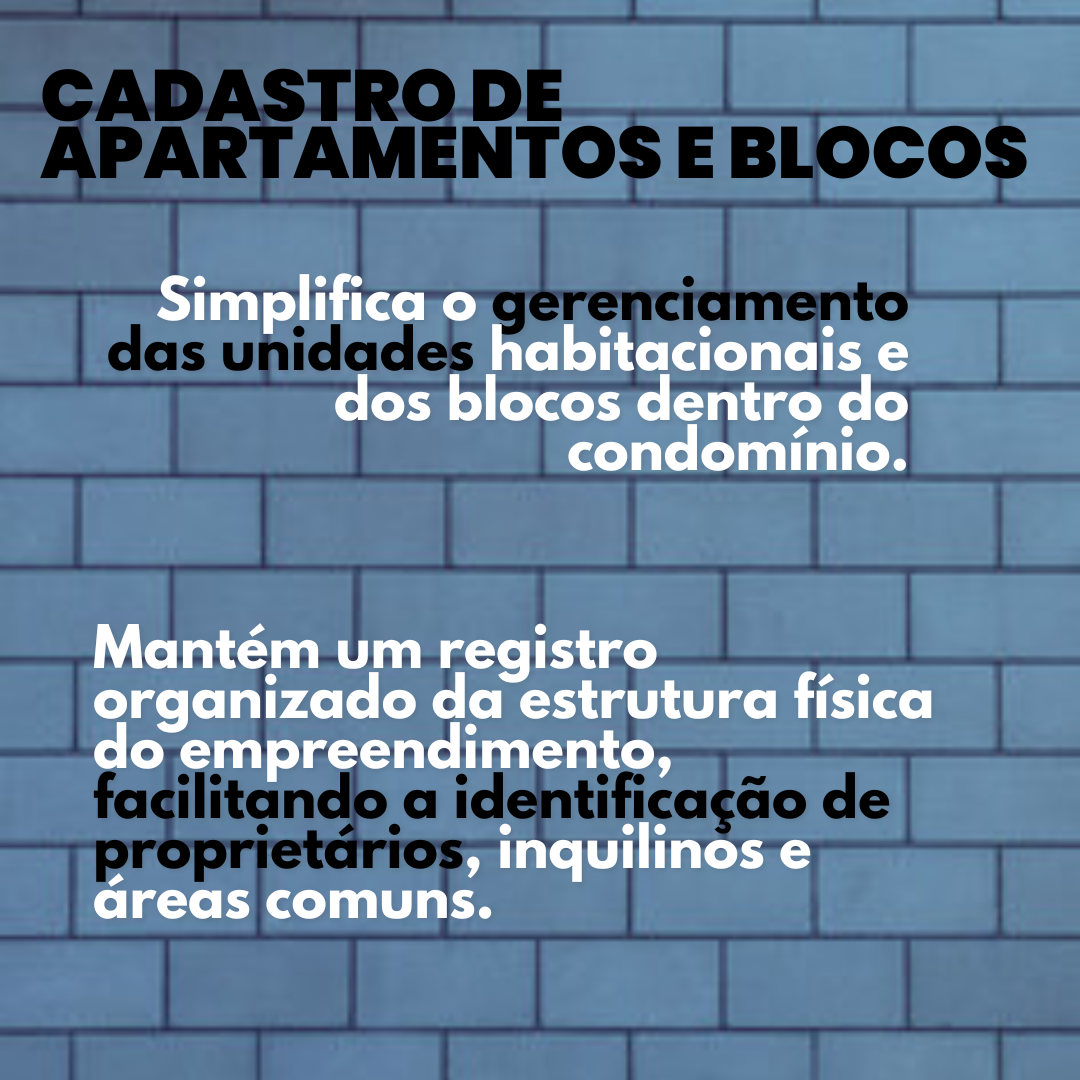 CADASTRO DE
APARTAMENTOS E BLOCOS
Simplifica o gerenciamento
das unidades habitacionais e
dos blocos dentro do
condomínio.
Mantém um registro
organizado da estrutura física
do empreendimento,
facilitando a identificação de
proprietários, inquilinos e
áreas comuns.